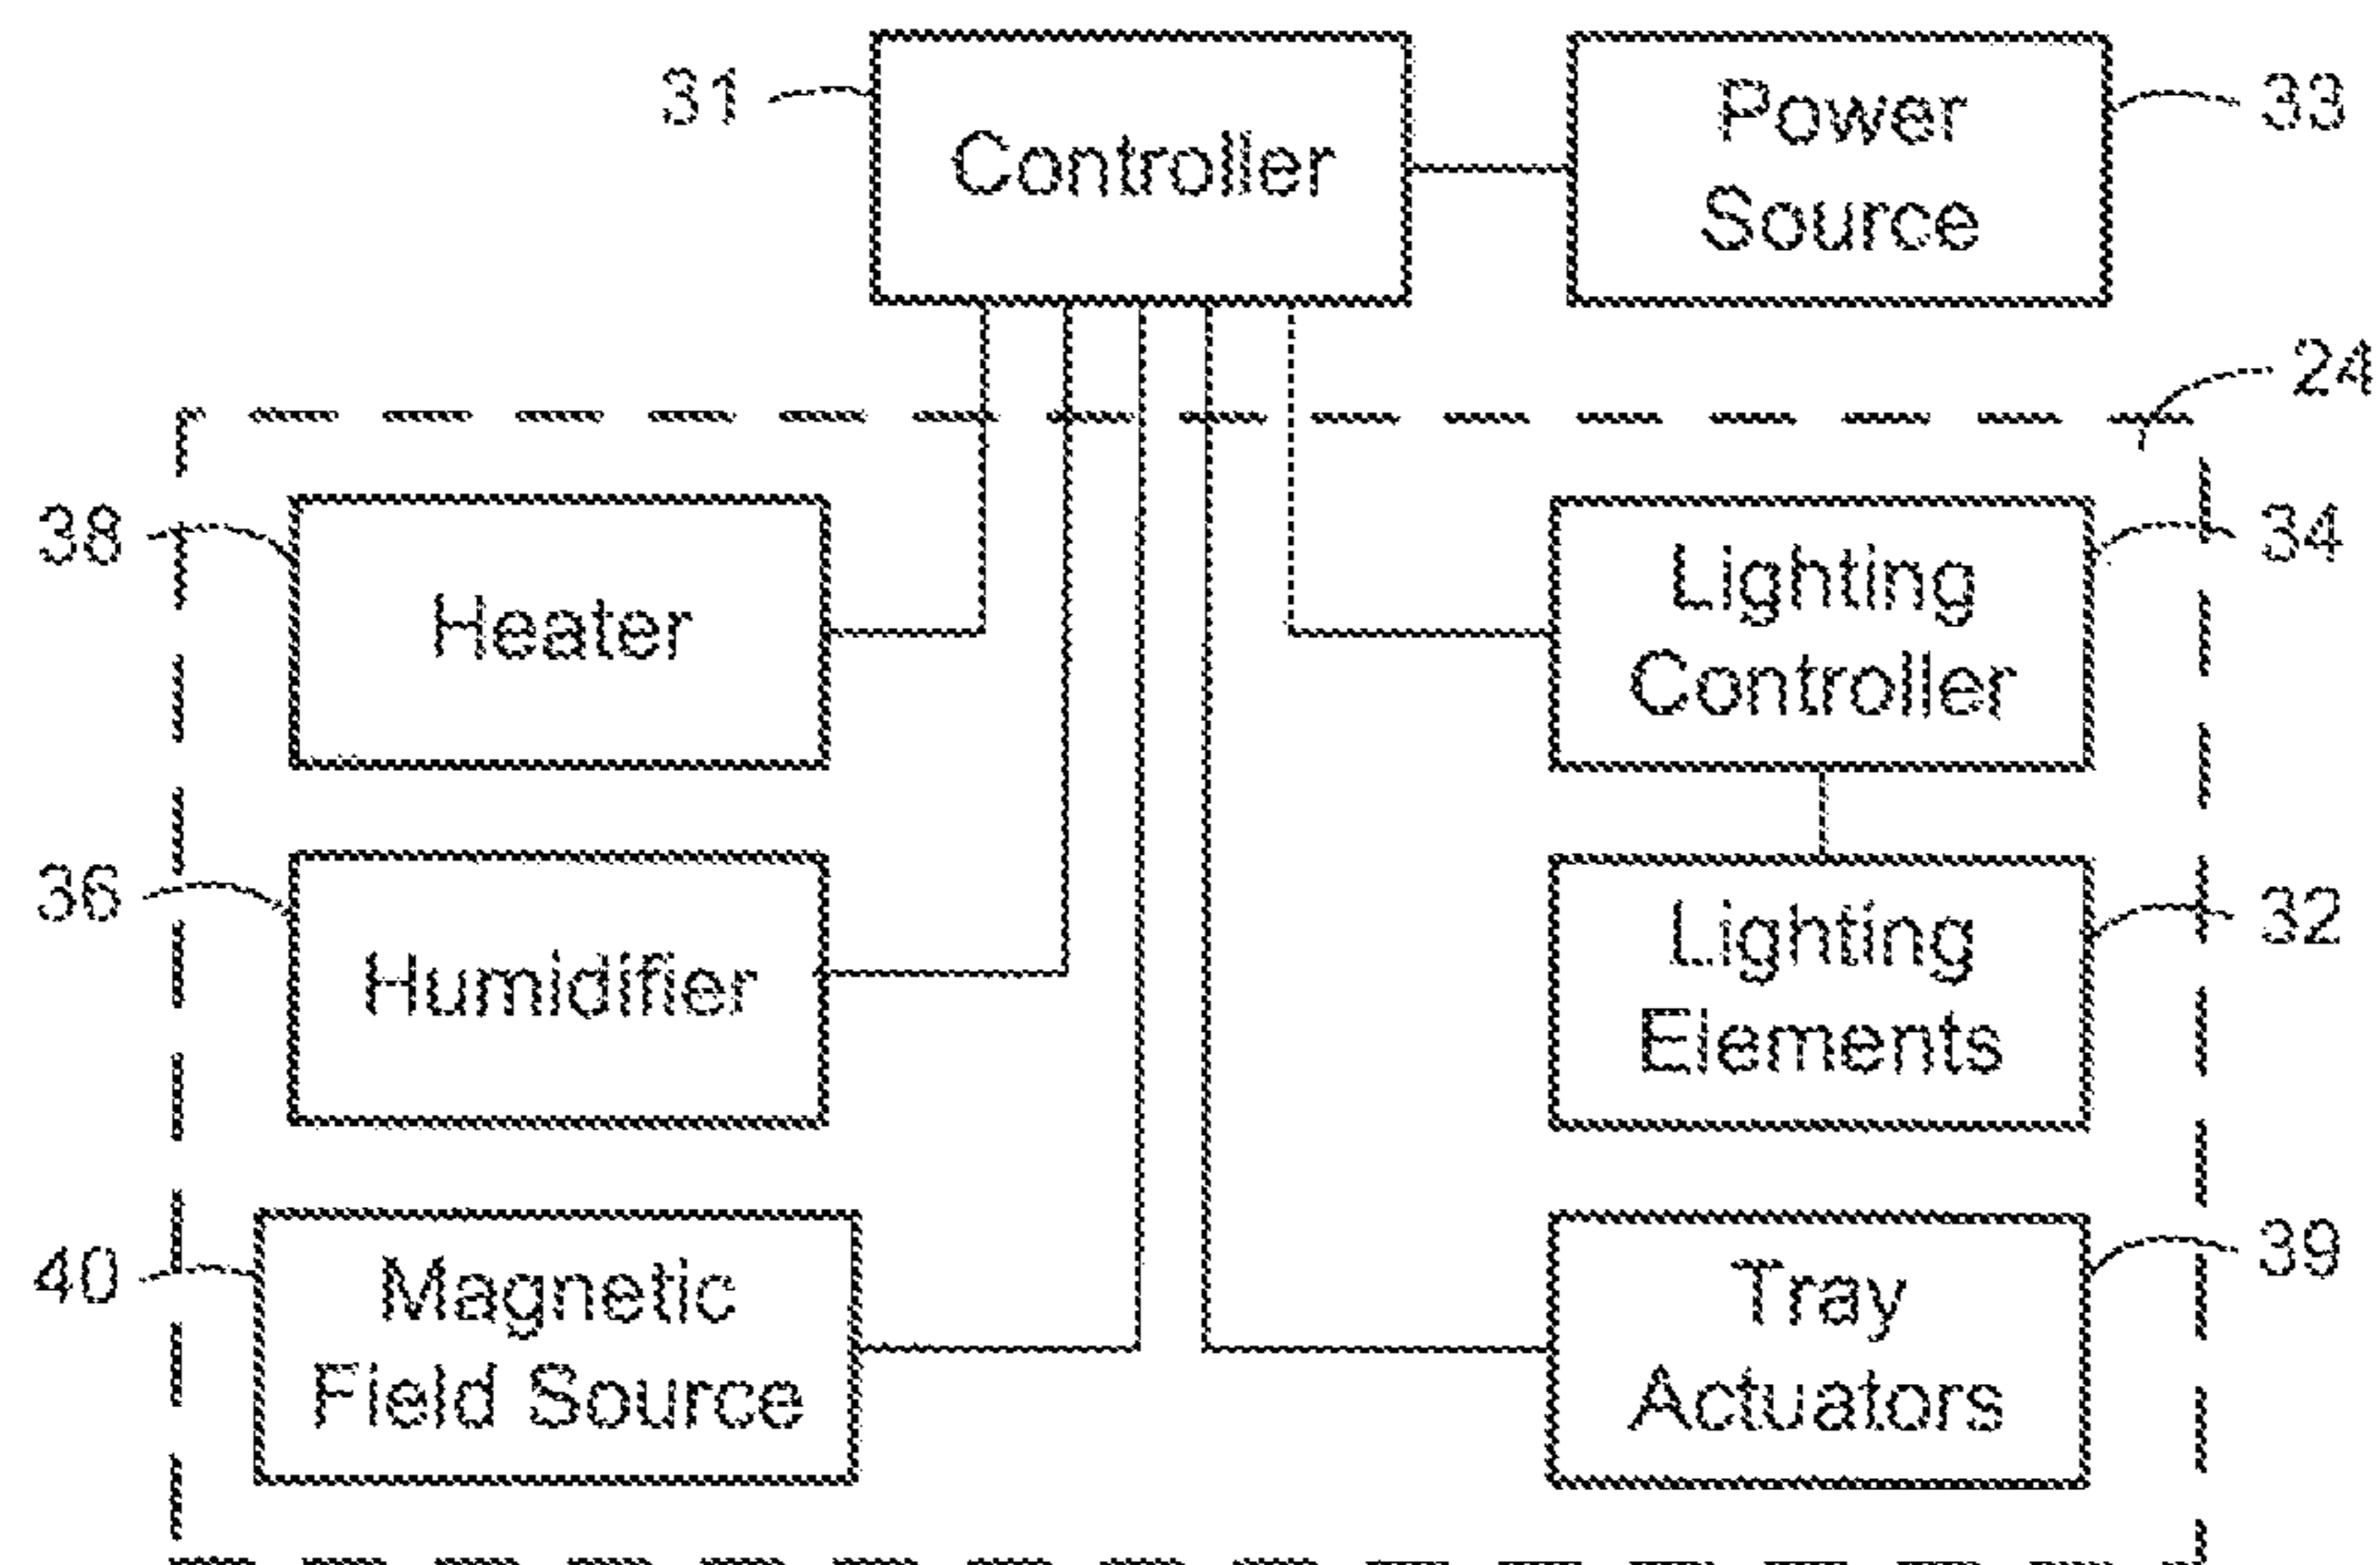 31
Controller
Power
Source
33
24
38
Heater
Lighting
Controller
34
36
Humidifier
Lighting
Elements
32
40
Magnetic
Field Source
Tray
Actuators
39